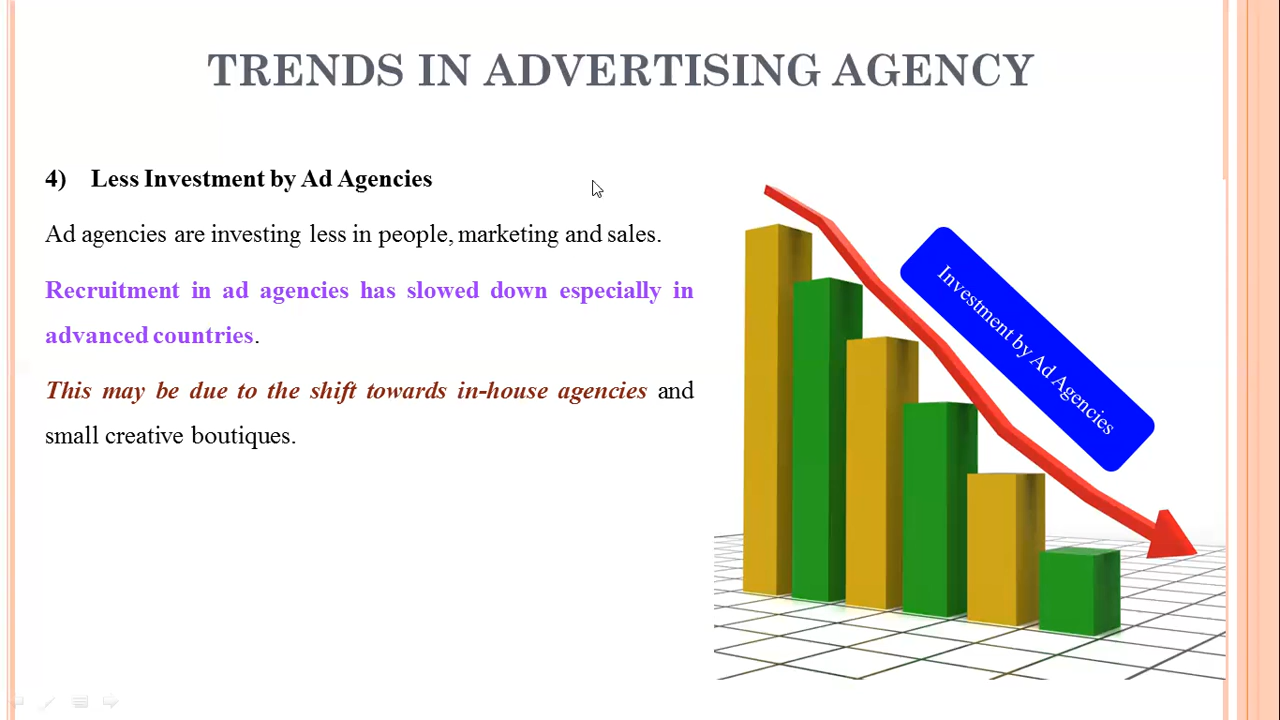 TRENDS IN ADVERTISING AGENCY
4) Less Investment by Ad Agencies
Ad agencies are investing less in people, marketing and sales.
Recruitment in ad agencies has slowed down especially in
advanced countries.
This may be due to the shift towards in-house agencies and
small creative boutiques.
Investment by Ad Agencies